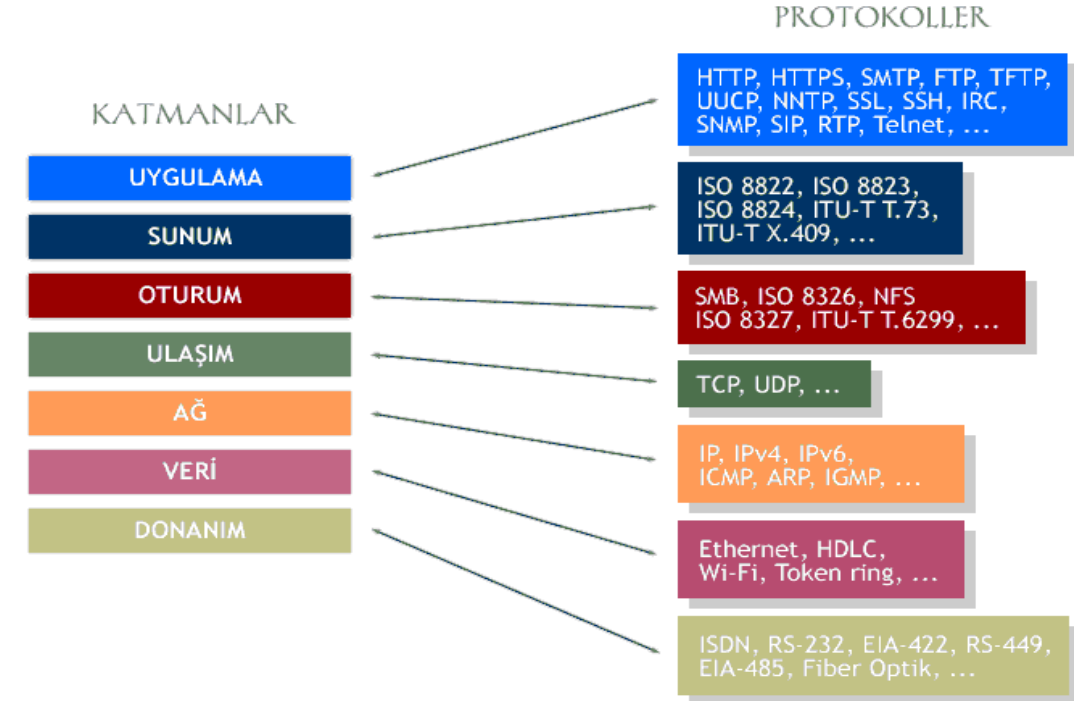 PROTOKOLLER
KATMANLAR
UYGULAMA
SUNUM
OTURUM
ULAŞIM
AĞ
VERİ
DONANIM
HTTP, HTTPS, SMTP, FTP, TFTP,
UUCP, NNTP, SSL, SSH, IRC,
SNMP, SIP, RTP, Telnet, ...
ISO 8822, ISO 8823,
ISO 8824, ITU-T T.73,
ITU-T X.409, ...
SMB, ISO 8326, NFS
ISO 8327, ITU-T T.6299, ...
TCP, UDP, ...
IP, IPv4, IPv6,
ICMP, ARP, IGMP, ...
Ethernet, HDLC,
Wi-Fi, Token ring, ...
ISDN, RS-232, EIA-422, RS-449,
EIA-485, Fiber Optik, ...